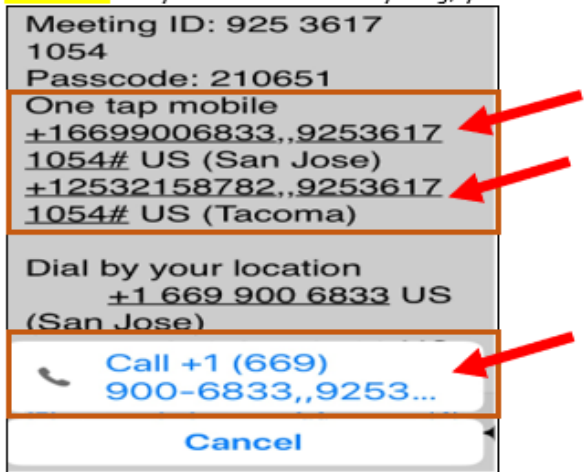 Meeting ID: 925 3617
1054
Passcode: 210651
One tap mobile
+16699006833,,9253617
1054# US (San Jose)
+12532158782,,9253617
1054# US (Tacoma)
Dial by your location
+1 669 900 6833 US
(San Jose)
Call +1 (669)
900-6833,,9253...
Cancel